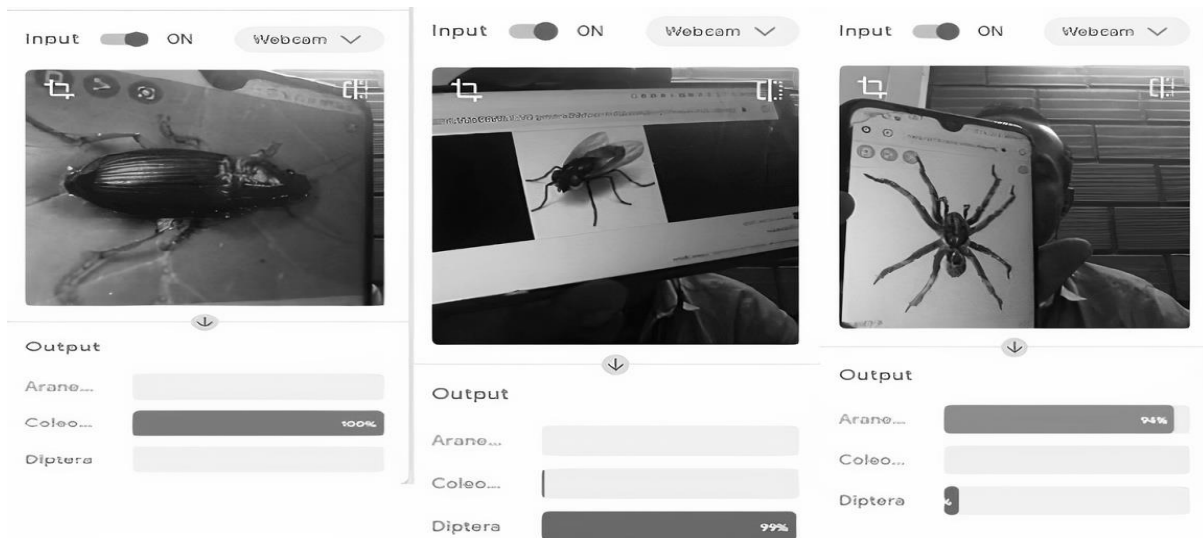 Input ON Webcam
Output
Arane...
Coleo... 100%
Diptera
Input ON Webcam
Output
Arane...
Coleo...
Diptera 99%
Input ON Webcam
Output
Arane... 94%
Coleo...
Diptera %